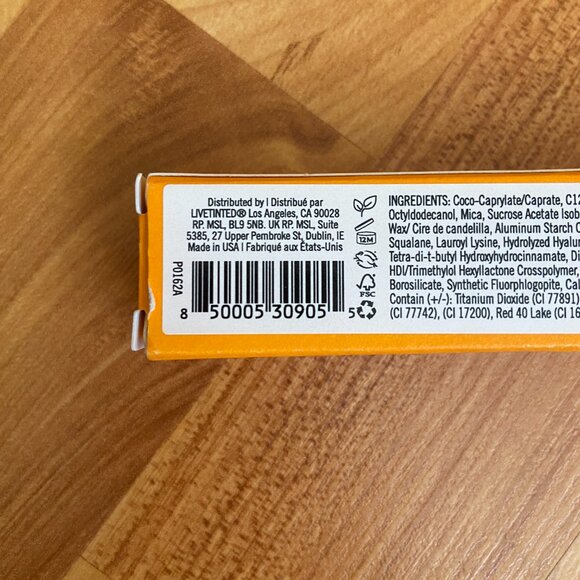 Distributed by | Distribué par
LIVETINTED® Los Angeles, CA 90028
RP. MSL, BL9 5NB. UK RP. MSL, Suite
5385, 27 Upper Pembroke St, Dublin, IE
Made in USA | Fabriqué aux États-Unis
P0162A
8 50005 30905 5
12M
FSC
INGREDIENTS: Coco-Caprylate/Caprate, C12
Octyldodecanol, Mica, Sucrose Acetate Isob
Wax/ Cire de candelilla, Aluminum Starch O
Squalane, Lauroyl Lysine, Hydrolyzed Hyalur
Tetra-di-t-butyl Hydroxyhydrocinnamate, Di
HDI/Trimethylol Hexyllactone Crosspolymer,
Borosilicate, Synthetic Fluorphlogopite, Cal
Contain (+/-): Titanium Dioxide (CI 77891)
(CI 77742), (CI 17200), Red 40 Lake (CI 16